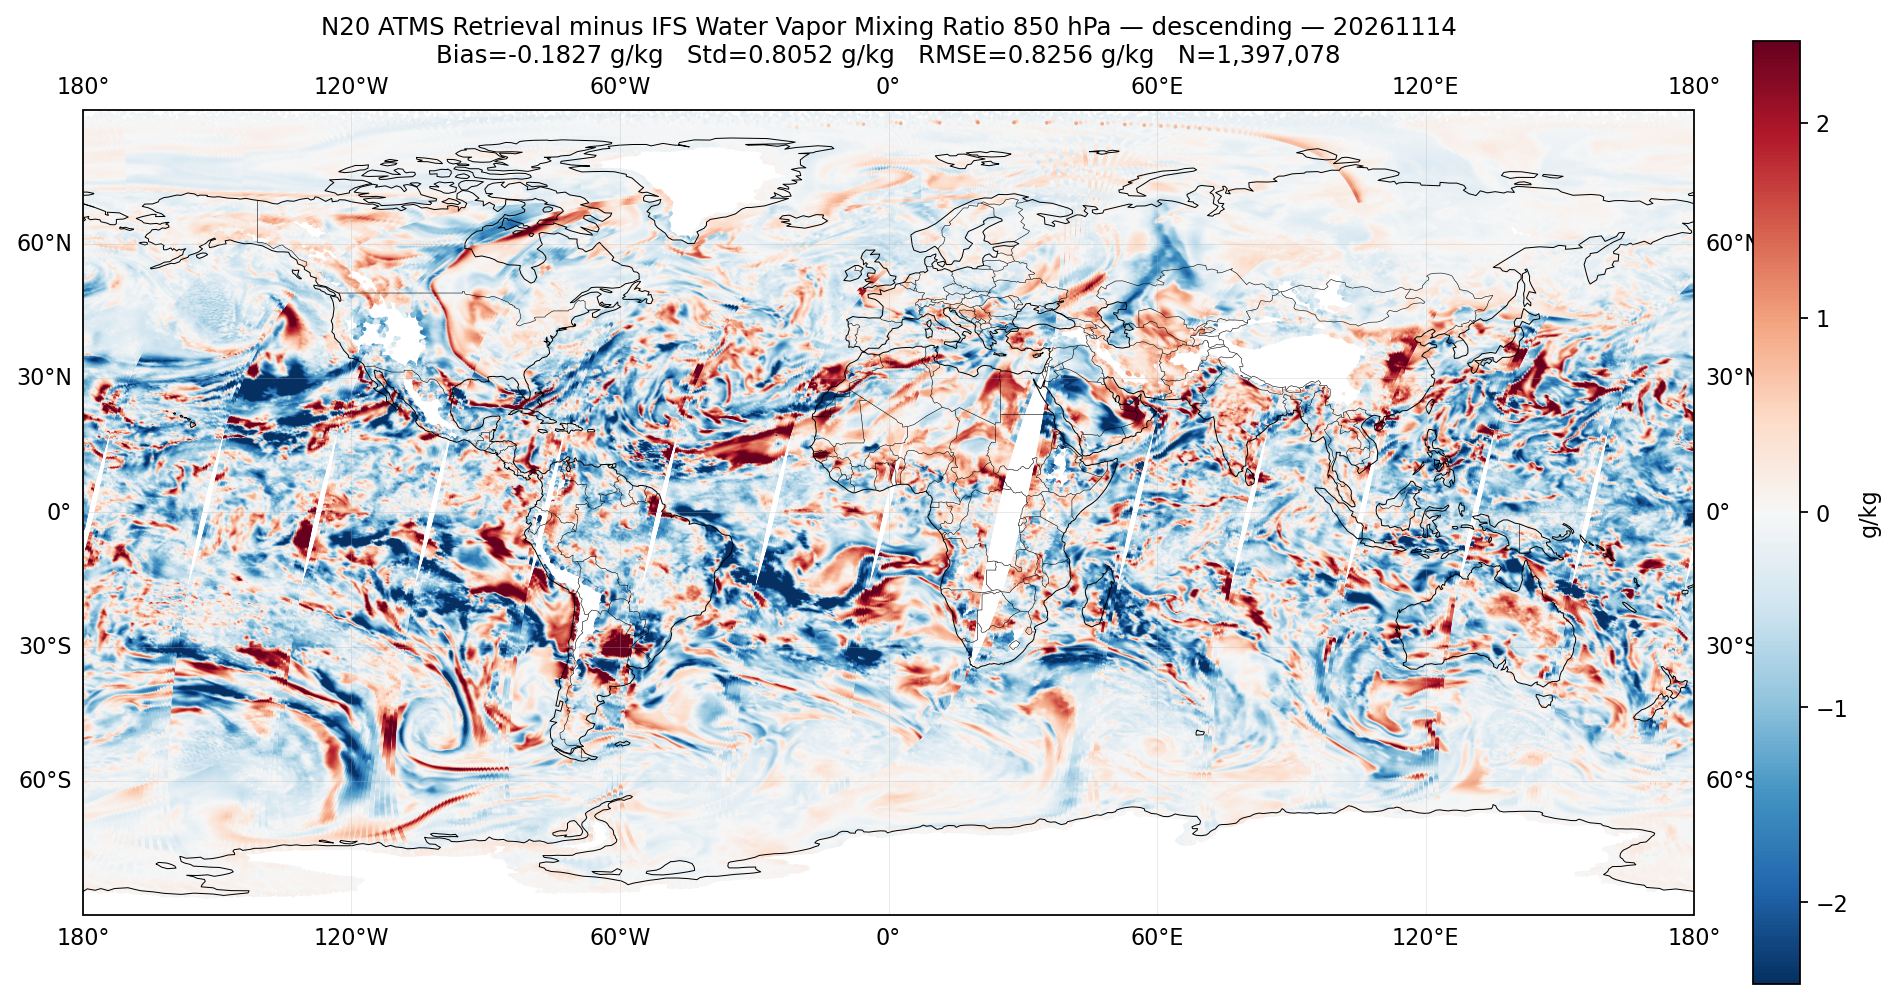 N20 ATMS Retrieval minus IFS Water Vapor Mixing Ratio 850 hPa — descending — 20261114
Bias=-0.1827 g/kg   Std=0.8052 g/kg   RMSE=0.8256 g/kg   N=1,397,078
180° 120°W 60°W 0° 60°E 120°E 180°
60°N 60°N
30°N 30°N
0° 0°
30°S 30°S
60°S 60°S
180° 120°W 60°W 0° 60°E 120°E 180°
2
1
0
−1
−2
g/kg